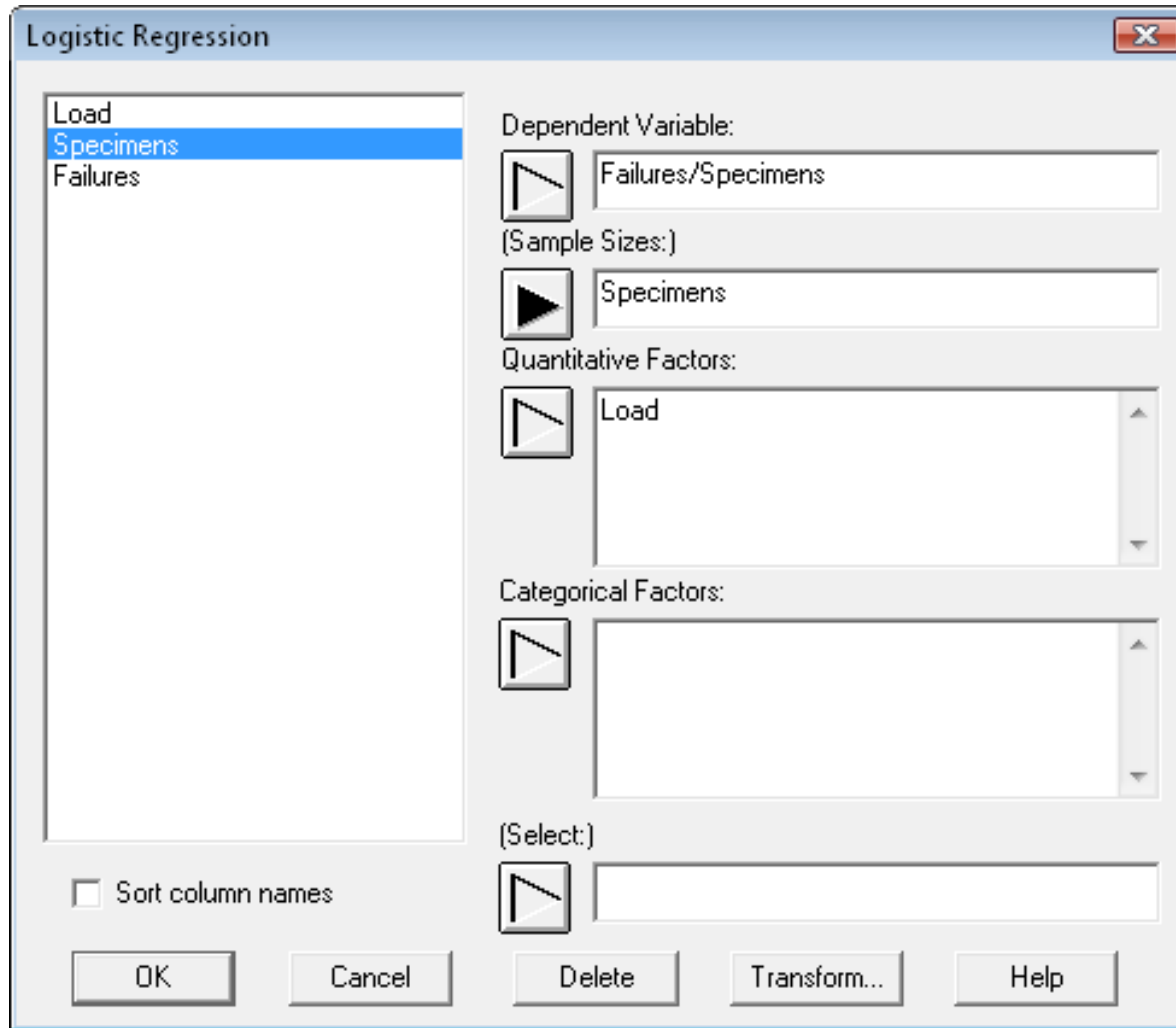 Logistic Regression
Load
Specimens
Failures
Dependent Variable:
Failures/Specimens
(Sample Sizes:)
Specimens
Quantitative Factors:
Load
Categorical Factors:
(Select:)
Sort column names
OK
Cancel
Delete
Transform...
Help